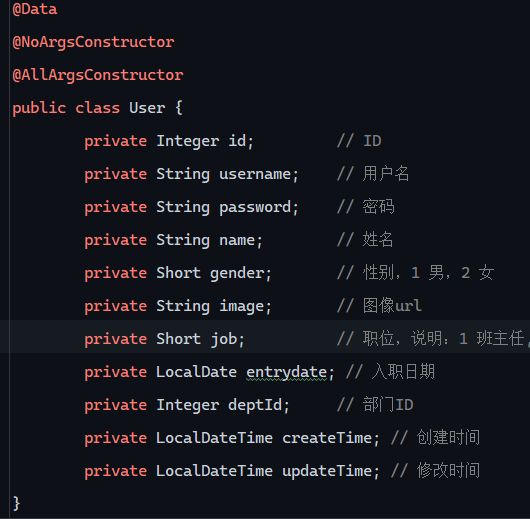 @Data
@NoArgsConstructor
@AllArgsConstructor
public class User {
private Integer id; // ID
private String username; // 用户名
private String password; // 密码
private String name; // 姓名
private Short gender; // 性别，1 男，2 女
private String image; // 图像url
private Short job; // 职位，说明：1 班主任,
private LocalDate entrydate; // 入职日期
private Integer deptId; // 部门ID
private LocalDateTime createTime; // 创建时间
private LocalDateTime updateTime; // 修改时间
}